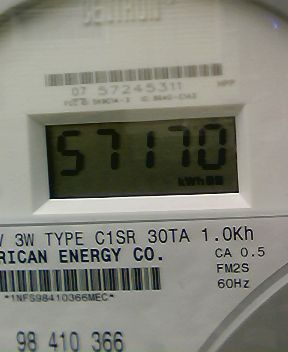 CENTRON
07 57245311
57170
kWh
V 3W TYPE C1SR 30TA 1.0Kh
RICAN ENERGY CO.
CA 0.5
FM2S
60Hz
*1NFS98410366MEC*
98 410 366